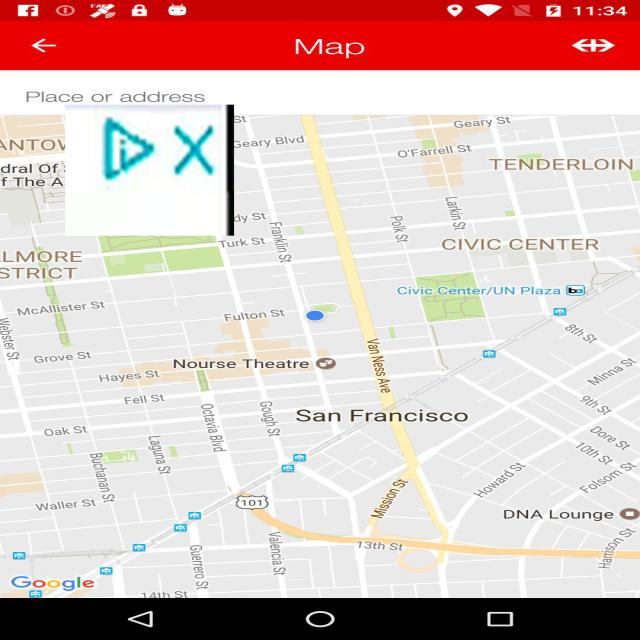 11:34
Map
Place or address
St
Geary Blvd
Geary St
O'Farrell St
TENDERLOIN
ANTOW
dral Of
f The A
Larkin St
dy St
Franklin St
Polk St
Turk St
CIVIC CENTER
LLMORE
STRICT
Civic Center/UN Plaza
McAllister St
Fulton St
8th St
Webster St
Grove St
Nourse Theatre
Van Ness Ave
Minna St
Hayes St
Fell St
9th St
San Francisco
Octavia Blvd
Gough St
Oak St
Dore St
Laguna St
10th St
Buchanan St
Folsom St
Howard St
Waller St
101
Mission St
DNA Lounge
13th St
Harrison St
Guerrero St
Valencia St
Google
14th St